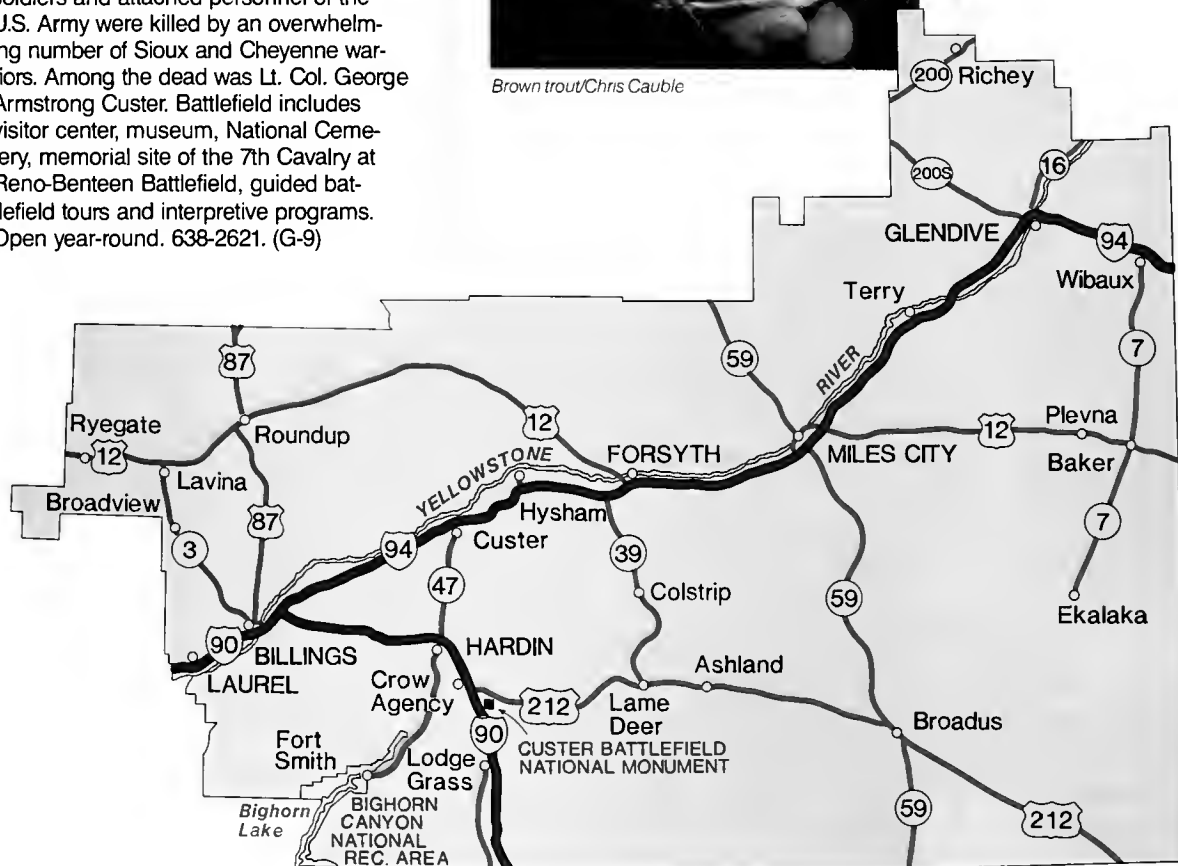 soldiers and attached personnel of the
U.S. Army were killed by an overwhelm-
ng number of Sioux and Cheyenne war-
iors. Among the dead was Lt. Col. George
Armstrong Custer. Battlefield includes
visitor center, museum, National Ceme-
ery, memorial site of the 7th Cavalry at
Reno-Benteen Battlefield, guided bat-
lefield tours and interpretive programs.
Open year-round. 638-2621. (G-9)
Brown trout/Chris Cauble
200 Richey
16
200S
GLENDIVE
94
Wibaux
Terry
87
59
RIVER
7
Ryegate
12
Roundup
12
Plevna
12
FORSYTH
MILES CITY
Baker
Lavina
YELLOWSTONE
Broadview
87
Hysham
7
3
94
Custer
39
47
Colstrip
59
Ekalaka
90
BILLINGS
HARDIN
LAUREL
Ashland
Crow
Agency
212
Lame
Deer
Broadus
90
CUSTER BATTLEFIELD
NATIONAL MONUMENT
Fort
Smith
Lodge
Grass
Bighorn
Lake
BIGHORN
CANYON
NATIONAL
REC. AREA
59
212